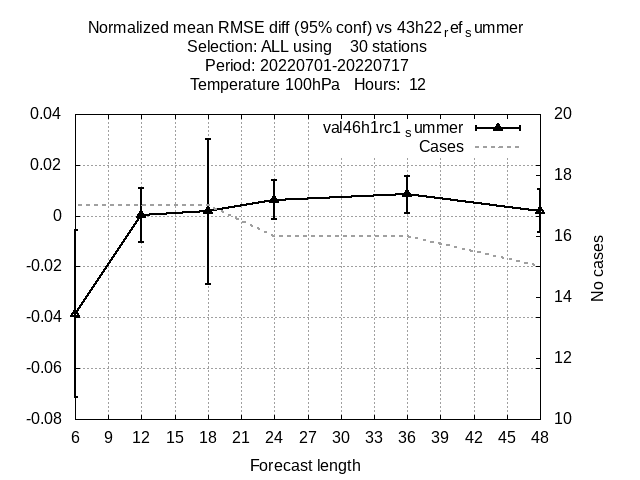 Normalized mean RMSE diff (95% conf) vs 43h22refsummer
Selection: ALL using 30 stations
Period: 20220701-20220717
Temperature 100hPa Hours: 12
val46h1rc1summer
Cases
0.04
0.02
0
-0.02
-0.04
-0.06
-0.08
20
18
16
14
12
10
No cases
6 9 12 15 18 21 24 27 30 33 36 39 42 45 48
Forecast length